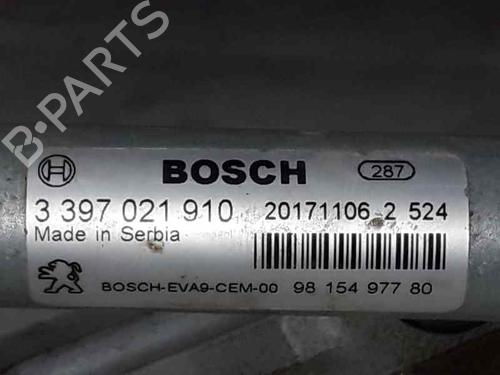 B-PARTS
BOSCH 287
3 397 021 910 20171106 2 524
Made in Serbia
BOSCH-EVA9-CEM-00 98 154 977 80